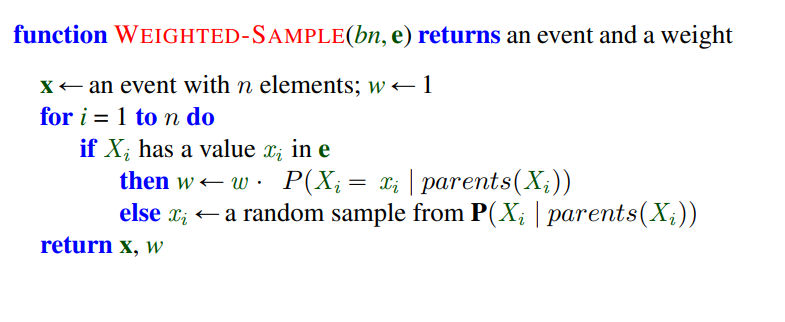 function WEIGHTED-SAMPLE(bn, e) returns an event and a weight
x ← an event with n elements; w ← 1
for i = 1 to n do
if Xᵢ has a value xᵢ in e
then w ← w · P(Xᵢ = xᵢ | parents(Xᵢ))
else xᵢ ← a random sample from P(Xᵢ | parents(Xᵢ))
return x, w